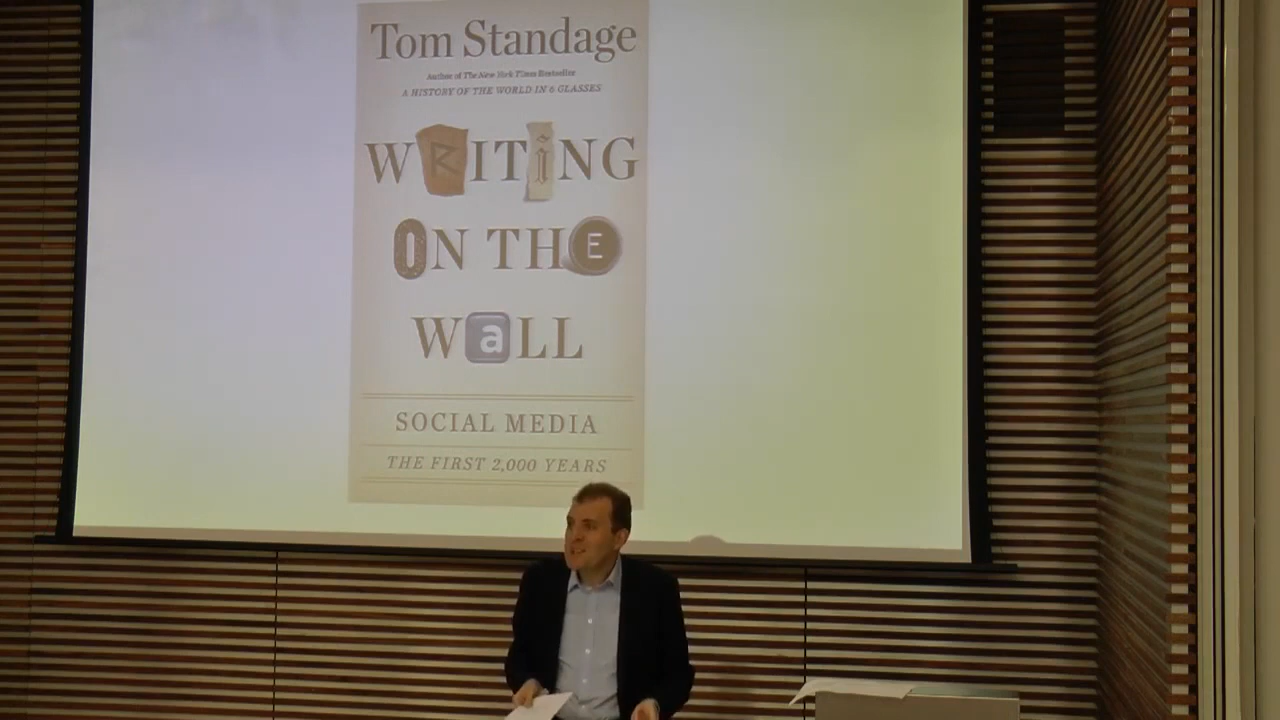 Tom Standage
Author of The New York Times Bestseller
A HISTORY OF THE WORLD IN 6 GLASSES
WRITiNG
ON THE
WaLL
SOCIAL MEDIA
THE FIRST 2,000 YEARS